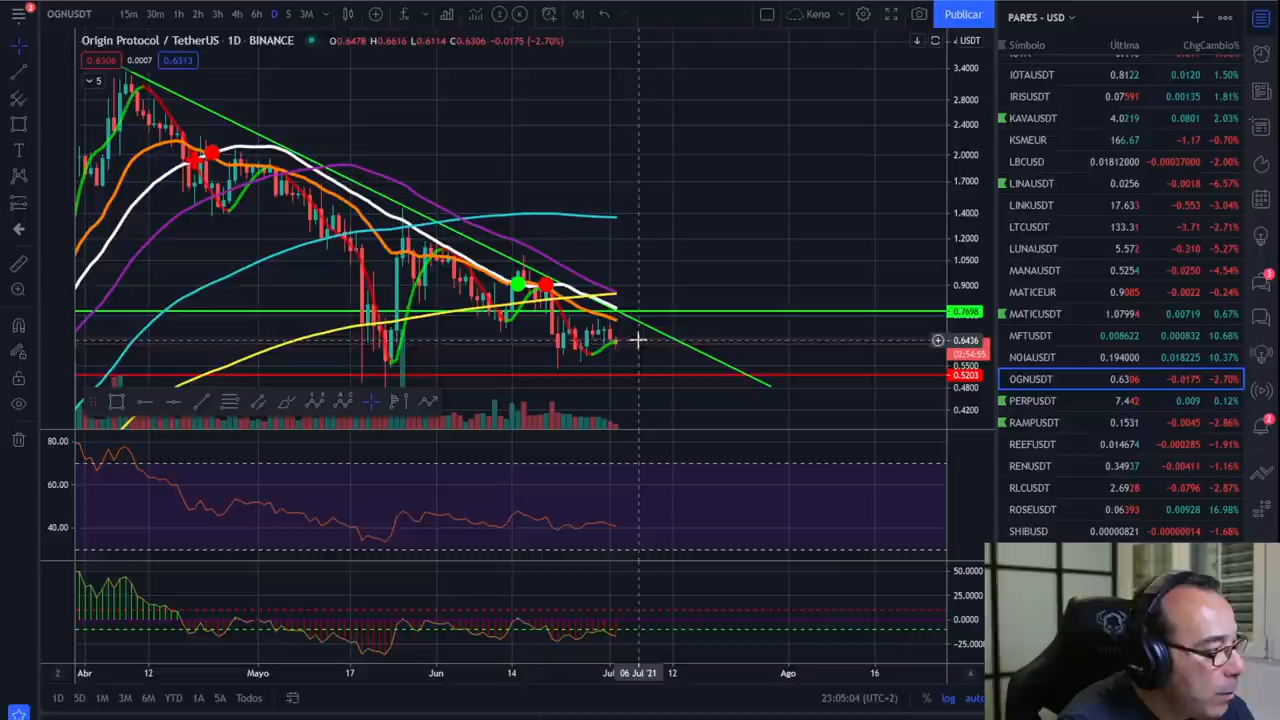 2
OGNUSDT 15m 30m 1h 2h 3h 4h 6h D S 3M 2 K Keno Publicar PARES - USD
Origin Protocol / TetherUS · 1D · BINANCE O0.6478 H0.6616 L0.6114 C0.6306 -0.0175 (-2.70%)
0.6306 0.0007 0.6313
5
USDT
3.4000
2.8000
2.4000
2.0000
1.7000
1.4000
1.2000
1.0500
0.9000
0.7698
0.6436
02:54:55
0.5500
0.5203
0.4800
0.4200
80.00
60.00
40.00
50.0000
25.0000
0.0000
-25.0000
Z Abr 12 Mayo 17 Jun 14 Jul 06 Jul '21 12 Ago 16 A
1D 5D 1M 3M 6M YTD 1A 5A Todos 23:05:04 (UTC+2) % log auto
Símbolo Última Chg Cambio%
IOTAUSDT 0.8122 0.0120 1.50%
IRISUSDT 0.07591 0.00135 1.81%
KAVAUSDT 4.0219 0.0801 2.03%
KSMEUR 166.67 -1.17 -0.70%
LBCUSD 0.01812000 -0.00037000 -2.00%
LINAUSDT 0.0256 -0.0018 -6.57%
LINKUSDT 17.633 -0.553 -3.04%
LTCUSDT 133.31 -3.71 -2.71%
LUNAUSDT 5.572 -0.310 -5.27%
MANAUSDT 0.5254 -0.0250 -4.54%
MATICEUR 0.9085 -0.0022 -0.24%
MATICUSDT 1.07994 0.00719 0.67%
MFTUSDT 0.008622 0.000832 10.68%
NOIAUSDT 0.194000 0.018225 10.37%
OGNUSDT 0.6306 -0.0175 -2.70%
PERPUSDT 7.442 0.009 0.12%
RAMPUSDT 0.1531 -0.0045 -2.86%
REEFUSDT 0.014674 -0.000285 -1.91%
RENUSDT 0.34937 -0.00411 -1.16%
RLCUSDT 2.6928 -0.0796 -2.87%
ROSEUSDT 0.06393 0.00928 16.98%
SHIBUSD 0.00000821 -0.00000014 -1.68%
3
2